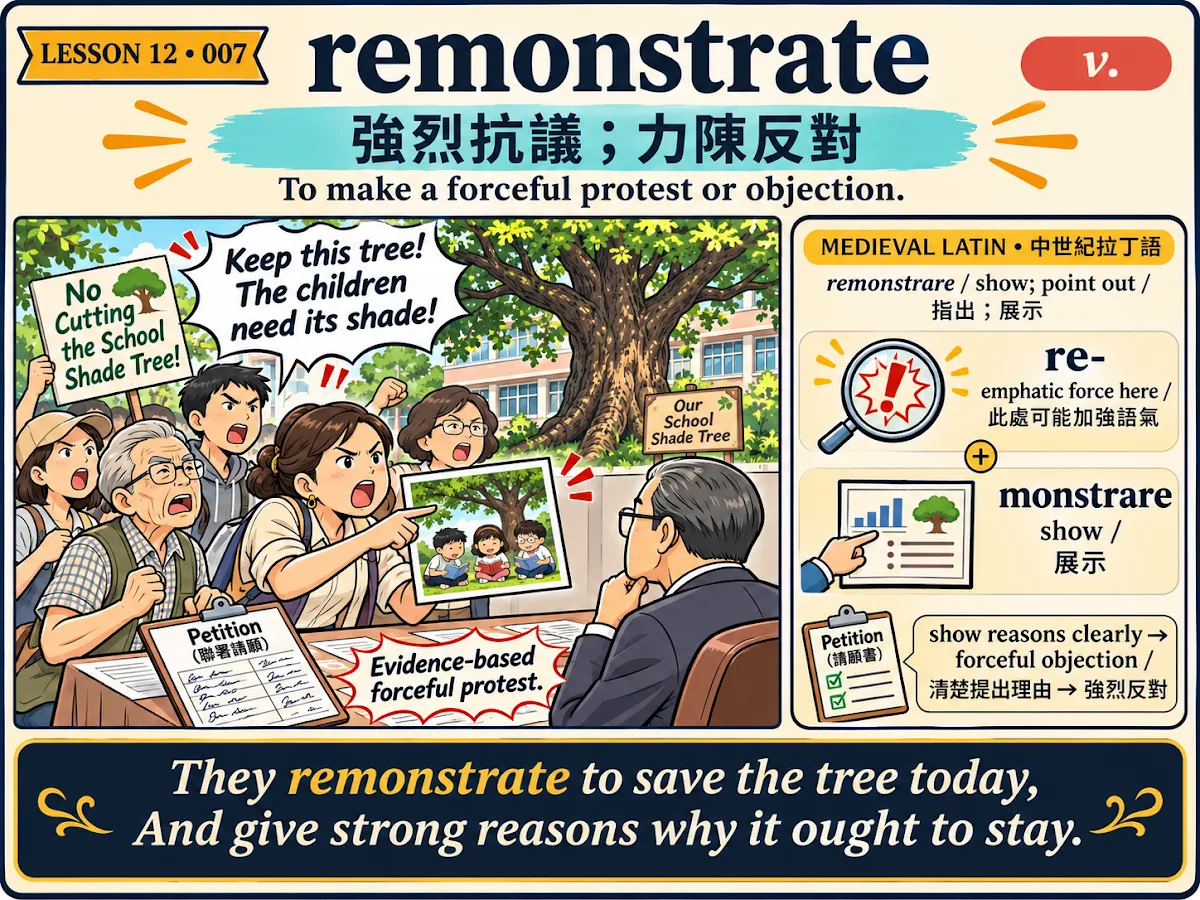 LESSON 12 • 007
remonstrate
v.
強烈抗議；力陳反對
To make a forceful protest or objection.
No
Cutting
the School
Shade Tree!
Keep this tree!
The children
need its shade!
Our
School
Shade Tree
Petition
(聯署請願)
Evidence-based
forceful protest.
MEDIEVAL LATIN • 中世紀拉丁語
remonstrare / show; point out /
指出；展示
re-
emphatic force here /
此處可能加強語氣
+
monstrare
show /
展示
Petition
(請願書)
show reasons clearly →
forceful objection /
清楚提出理由 → 強烈反對
They remonstrate to save the tree today,
And give strong reasons why it ought to stay.